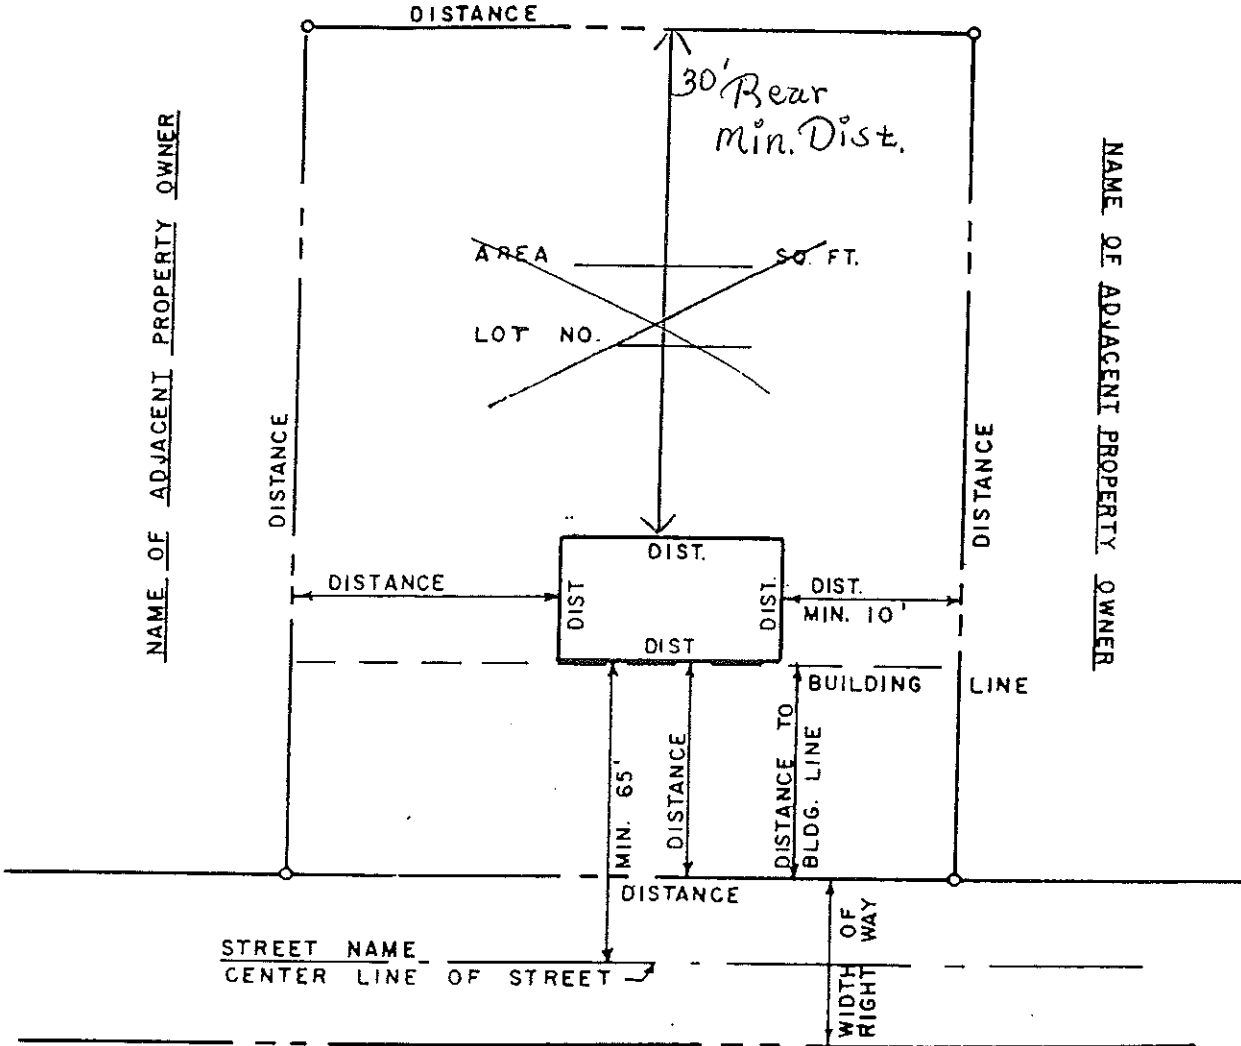 DISTANCE
30' Rear
Min. Dist.
NAME OF ADJACENT PROPERTY OWNER
NAME OF ADJACENT PROPERTY OWNER
AREA SQ. FT.
LOT NO.
DISTANCE
DISTANCE
DIST.
DISTANCE
DIST
DIST.
DIST.
MIN. 10'
DIST
BUILDING LINE
MIN. 65'
DISTANCE
DISTANCE TO
BLDG. LINE
DISTANCE
STREET NAME
CENTER LINE OF STREET
WIDTH OF
RIGHT WAY